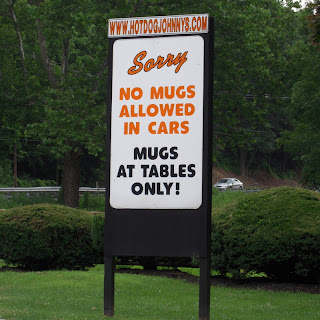 WWW.HOTDOGJOHNNYS.COM
Sorry
NO MUGS
ALLOWED
IN CARS
MUGS
AT TABLES
ONLY!